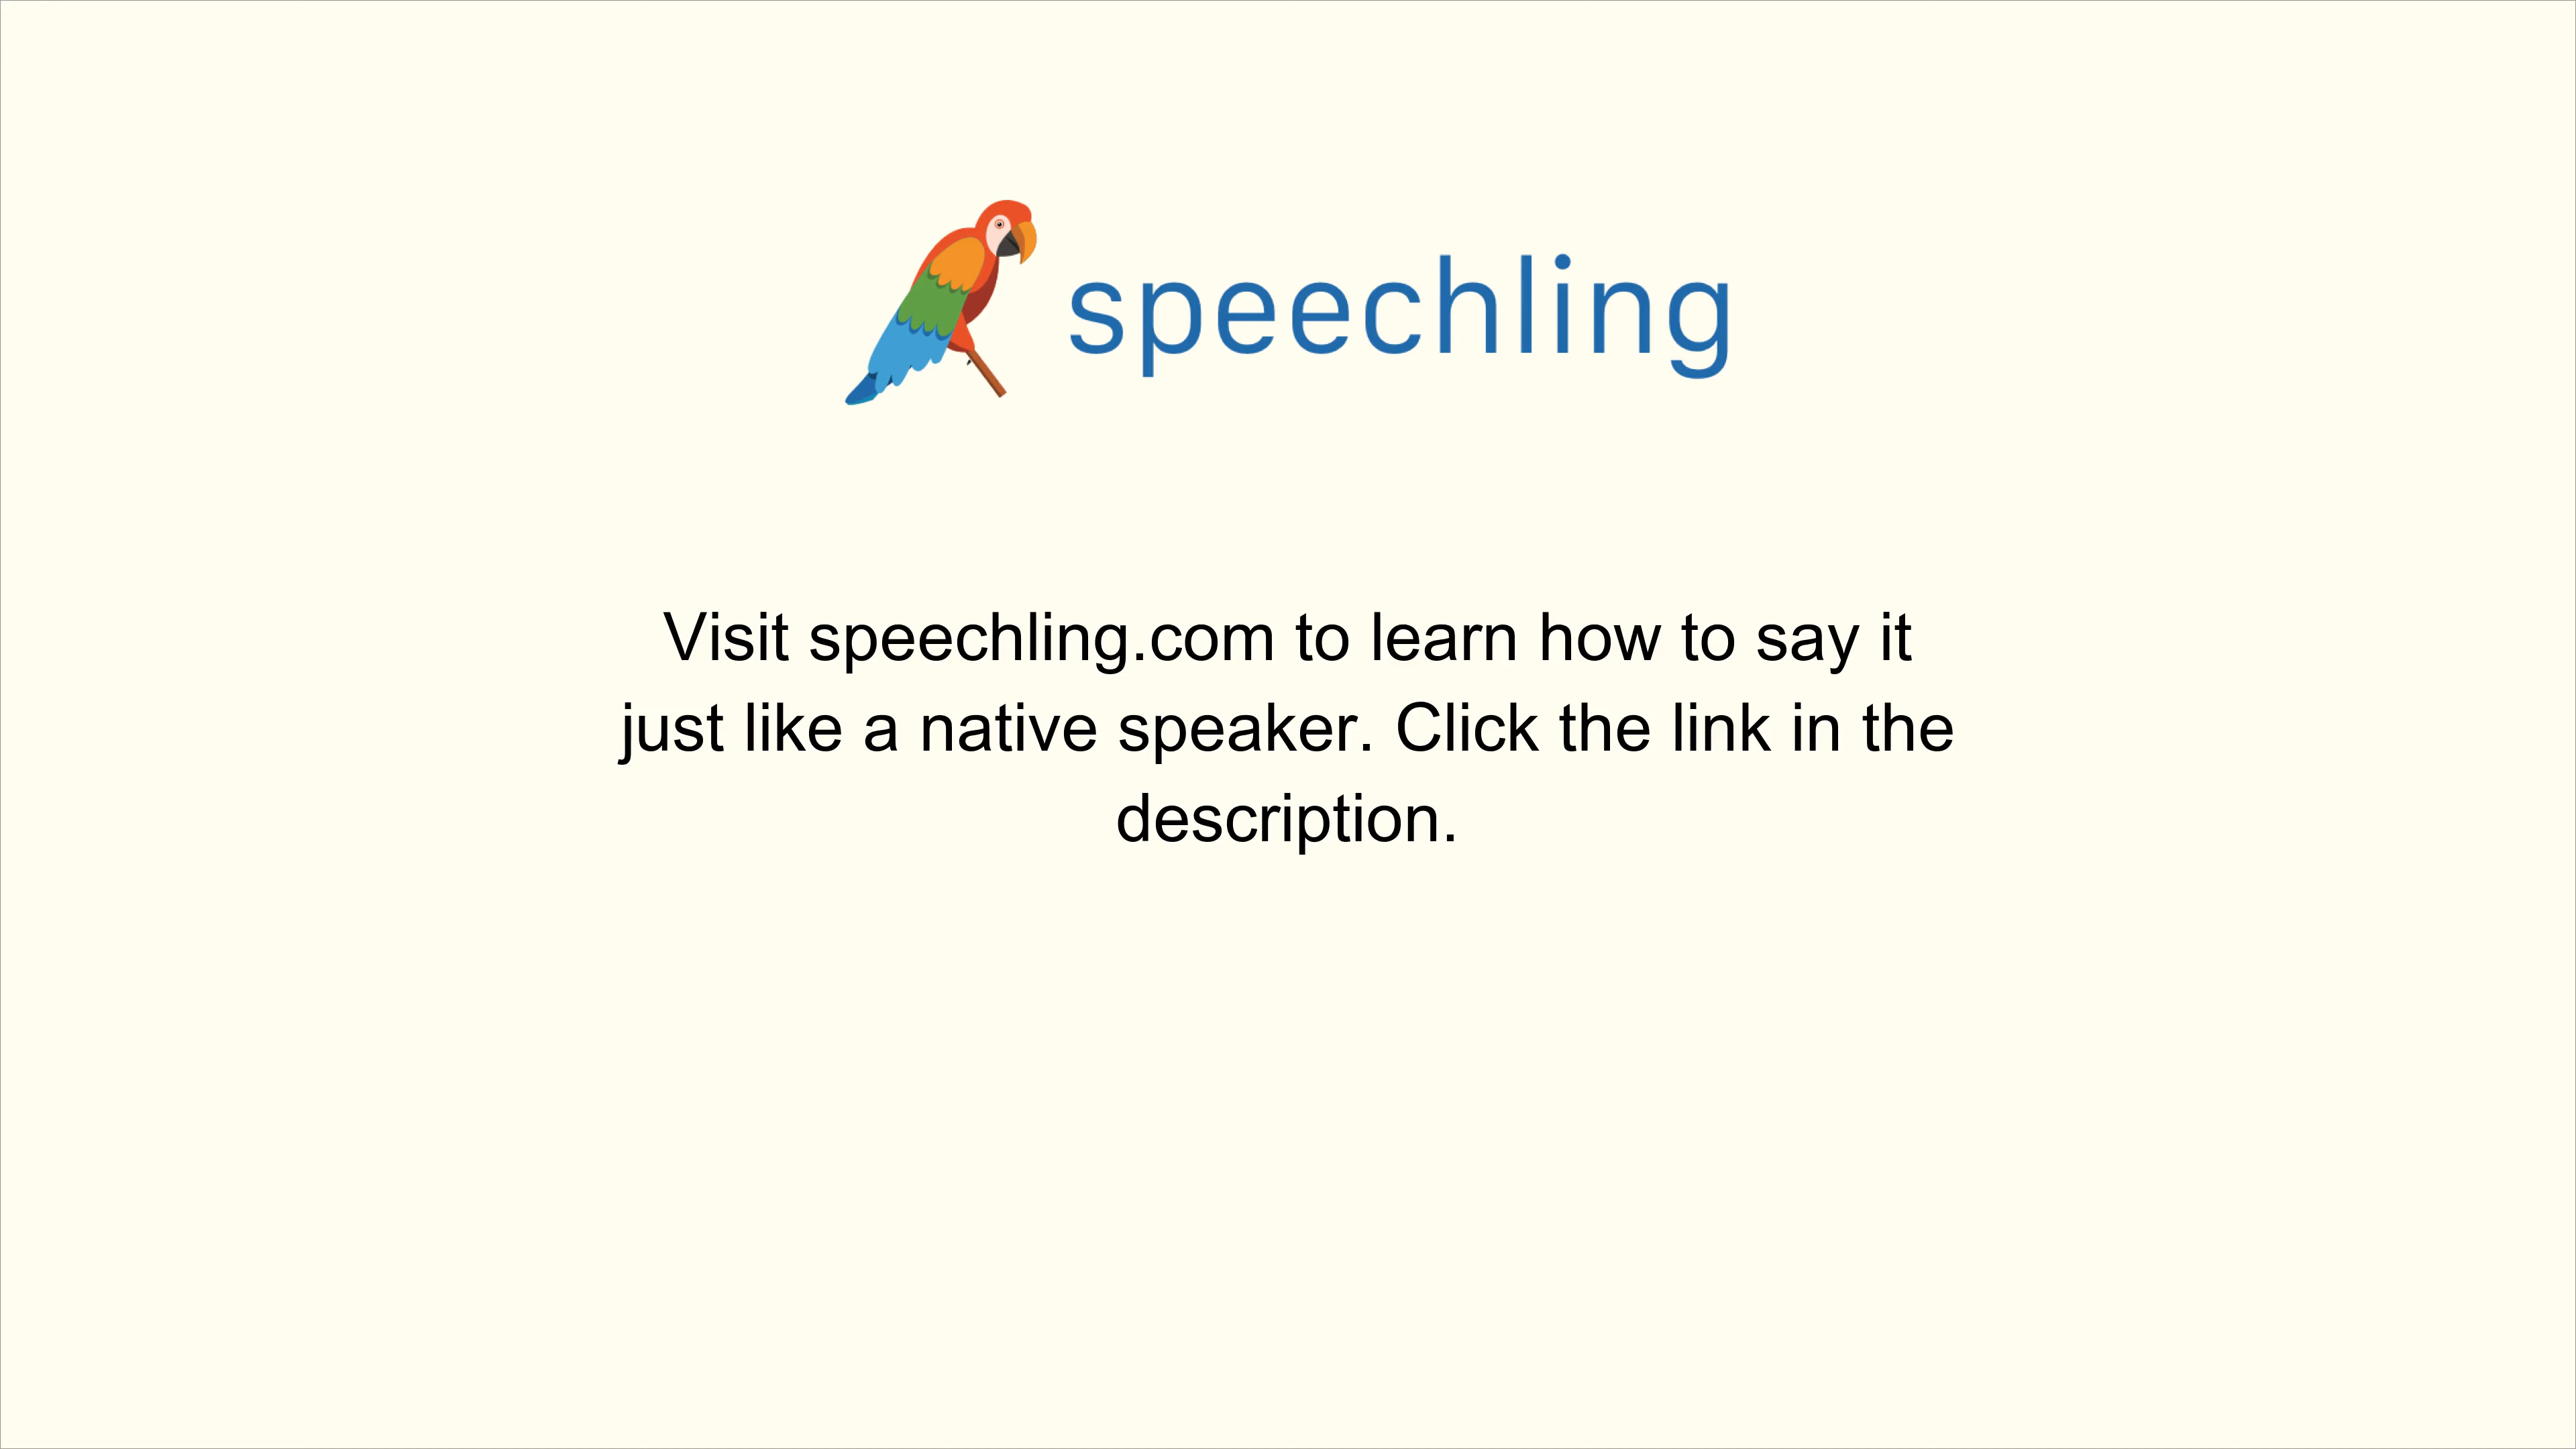 speechling
Visit speechling.com to learn how to say it
just like a native speaker. Click the link in the
description.